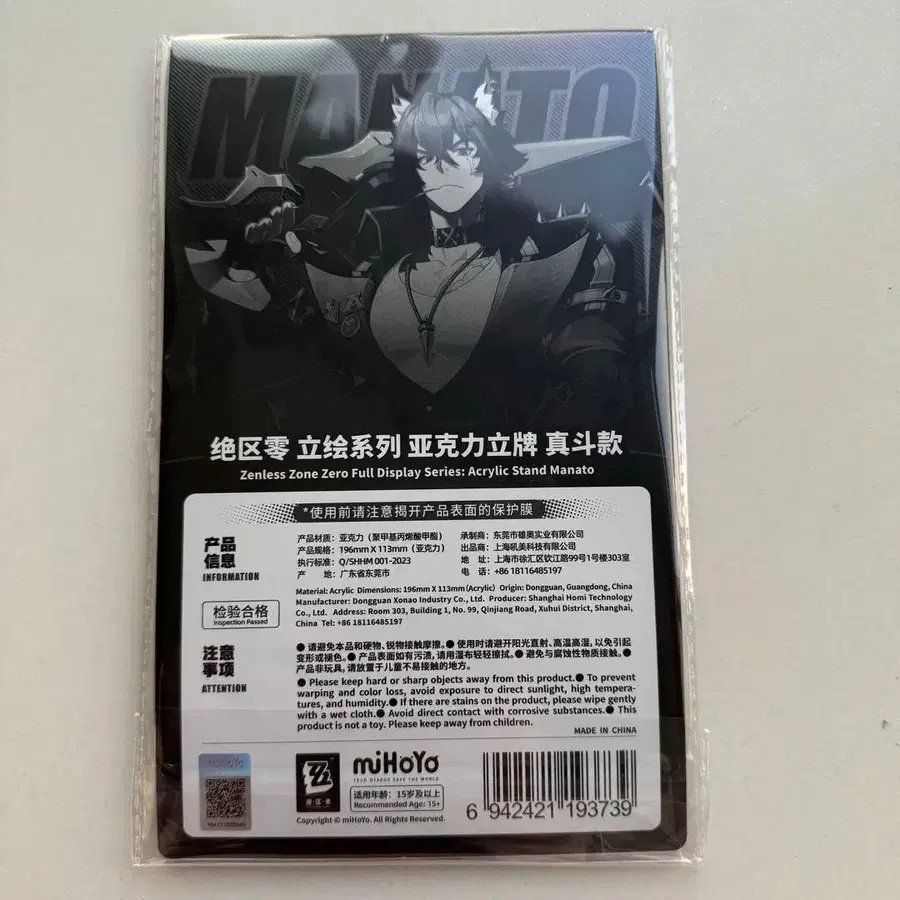 MANATO
绝区零 立绘系列 亚克力立牌 真斗款
Zenless Zone Zero Full Display Series: Acrylic Stand Manato
*使用前请注意揭开产品表面的保护膜
产品
信息
INFORMATION
检验合格
Inspection Passed
产品材质：亚克力（聚甲基丙烯酸甲酯）
产品规格：196mm X 113mm（亚克力）
执行标准：Q/SHHM 001-2023
产 地：广东省东莞市
承制商：东莞市雄奥实业有限公司
出品商：上海吼美科技有限公司
地 址：上海市徐汇区钦江路99号1号楼303室
电 话：+86 18116485197
Material: Acrylic Dimensions: 196mm X 113mm (Acrylic) Origin: Dongguan, Guangdong, China
Manufacturer: Dongguan Xonao Industry Co., Ltd. Producer: Shanghai Homi Technology
Co., Ltd. Address: Room 303, Building 1, No. 99, Qinjiang Road, Xuhui District, Shanghai,
China Tel: +86 18116485197
注意
事项
ATTENTION
● 请避免本品和硬物、锐物接触摩擦。● 使用时请避开阳光直射、高温高湿，以免引起
变形或褪色。● 产品表面如有污渍，请用湿布轻轻擦拭。● 避免与腐蚀性物质接触。●
产品非玩具，请放置于儿童不易接触的地方。
● Please keep hard or sharp objects away from this product.● To prevent
warping and color loss, avoid exposure to direct sunlight, high tempera-
tures, and humidity.● If there are stains on the product, please wipe gently
with a wet cloth.● Avoid direct contact with corrosive substances.● This
product is not a toy. Please keep away from children.
MADE IN CHINA
miHoYo
绝区零
miHoYo
TECH OTAKUS SAVE THE WORLD
适用年龄：15岁及以上
Recommended Age: 15+
Copyright © miHoYo. All Rights Reserved.
6 942421 193739